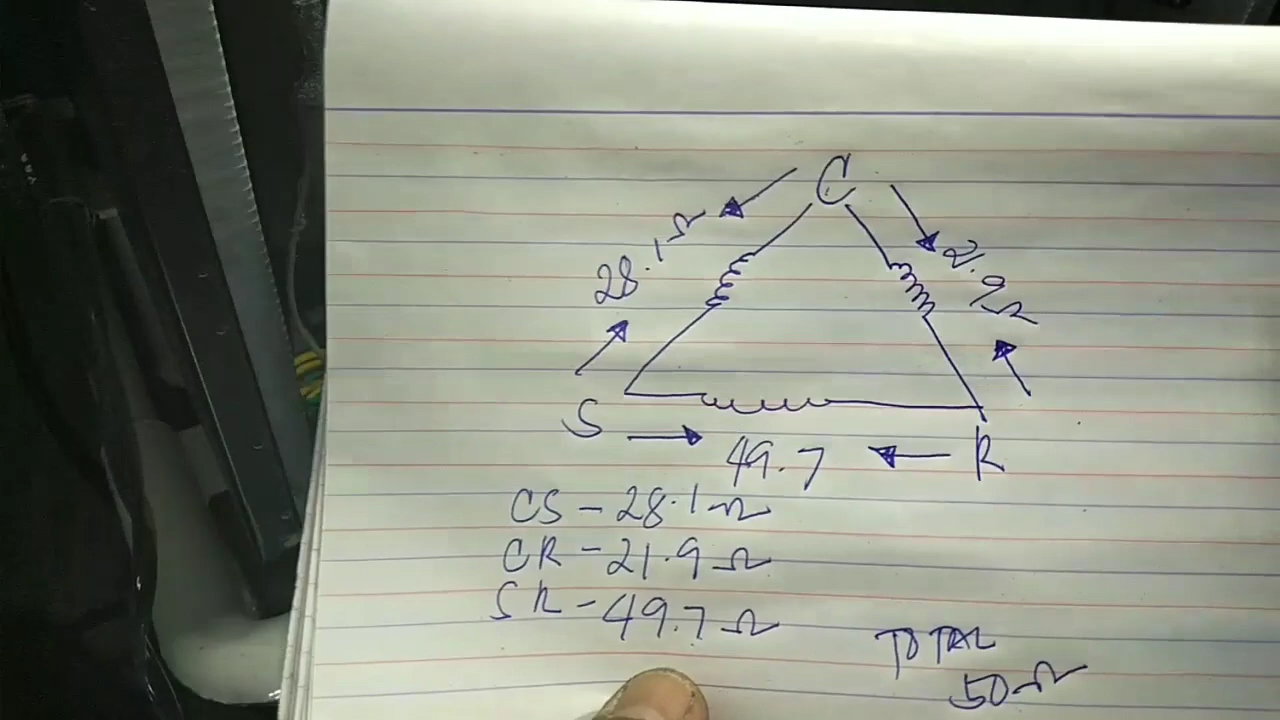 C
28.1Ω
21.9Ω
S
49.7
R
CS - 28.1Ω
CR - 21.9Ω
SR - 49.7Ω
TOTAL
50Ω